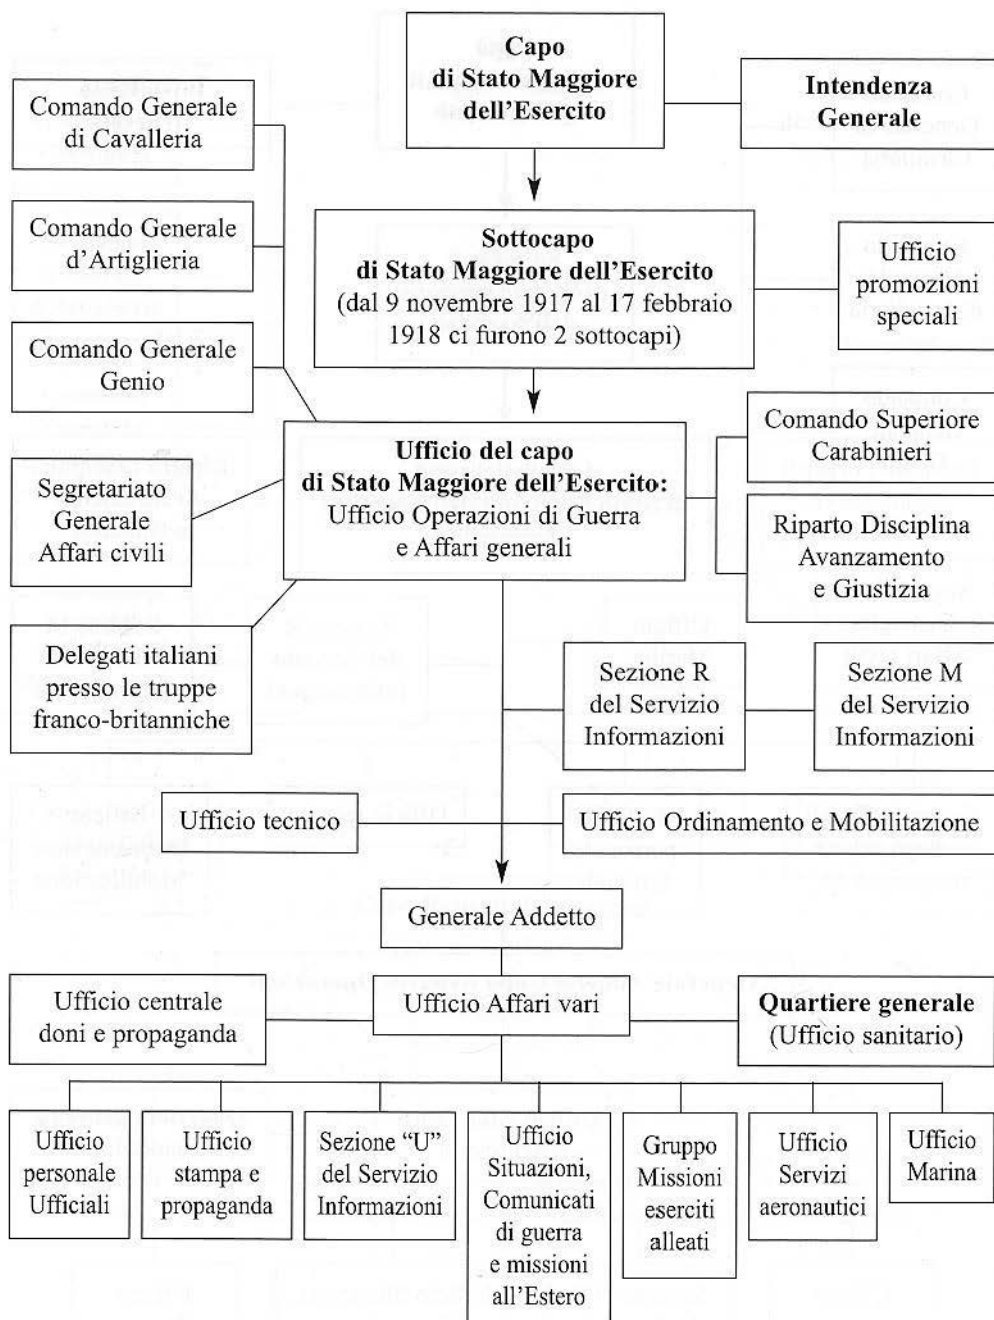 Capo
di Stato Maggiore
dell'Esercito
Intendenza
Generale
Comando Generale
di Cavalleria
Comando Generale
d'Artiglieria
Comando Generale
Genio
Sottocapo
di Stato Maggiore dell'Esercito
(dal 9 novembre 1917 al 17 febbraio
1918 ci furono 2 sottocapi)
Ufficio
promozioni
speciali
Ufficio del capo
di Stato Maggiore dell'Esercito:
Ufficio Operazioni di Guerra
e Affari generali
Comando Superiore
Carabinieri
Segretariato
Generale
Affari civili
Riparto Disciplina
Avanzamento
e Giustizia
Delegati italiani
presso le truppe
franco-britanniche
Sezione R
del Servizio
Informazioni
Sezione M
del Servizio
Informazioni
Ufficio tecnico
Ufficio Ordinamento e Mobilitazione
Generale Addetto
Ufficio centrale
doni e propaganda
Ufficio Affari vari
Quartiere generale
(Ufficio sanitario)
Ufficio
personale
Ufficiali
Ufficio
stampa e
propaganda
Sezione “U”
del Servizio
Informazioni
Ufficio
Situazioni,
Comunicati
di guerra
e missioni
all'Estero
Gruppo
Missioni
eserciti
alleati
Ufficio
Servizi
aeronautici
Ufficio
Marina